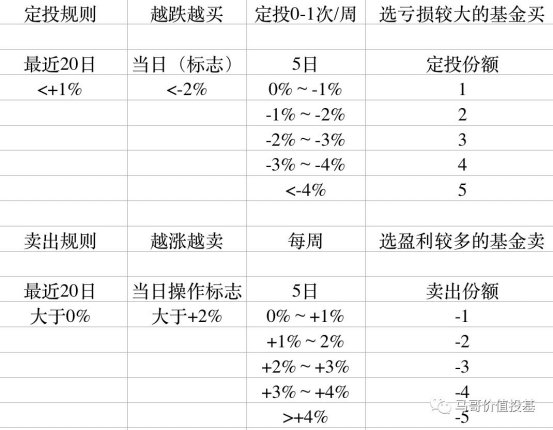 定投规则 越跌越买 定投0-1次/周 选亏损较大的基金买
最近20日 当日（标志） 5日 定投份额
<+1% <-2% 0% ~ -1% 1
-1% ~ -2% 2
-2% ~ -3% 3
-3% ~ -4% 4
<-4% 5
卖出规则 越涨越卖 每周 选盈利较多的基金卖
最近20日 当日操作标志 5日 卖出份额
大于0% 大于+2% 0% ~ +1% -1
+1% ~ 2% -2
+2% ~ +3% -3
+3% ~ +4% -4
>+4% -5
马哥价值投基